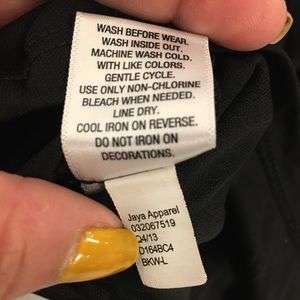 WASH BEFORE WEAR.
WASH INSIDE OUT.
MACHINE WASH COLD.
WITH LIKE COLORS.
GENTLE CYCLE.
USE ONLY NON-CHLORINE
BLEACH WHEN NEEDED.
LINE DRY.
COOL IRON ON REVERSE.
DO NOT IRON ON
DECORATIONS.
Jaya Apparel
032067519
Q4/13
D164BC4
BKW-L